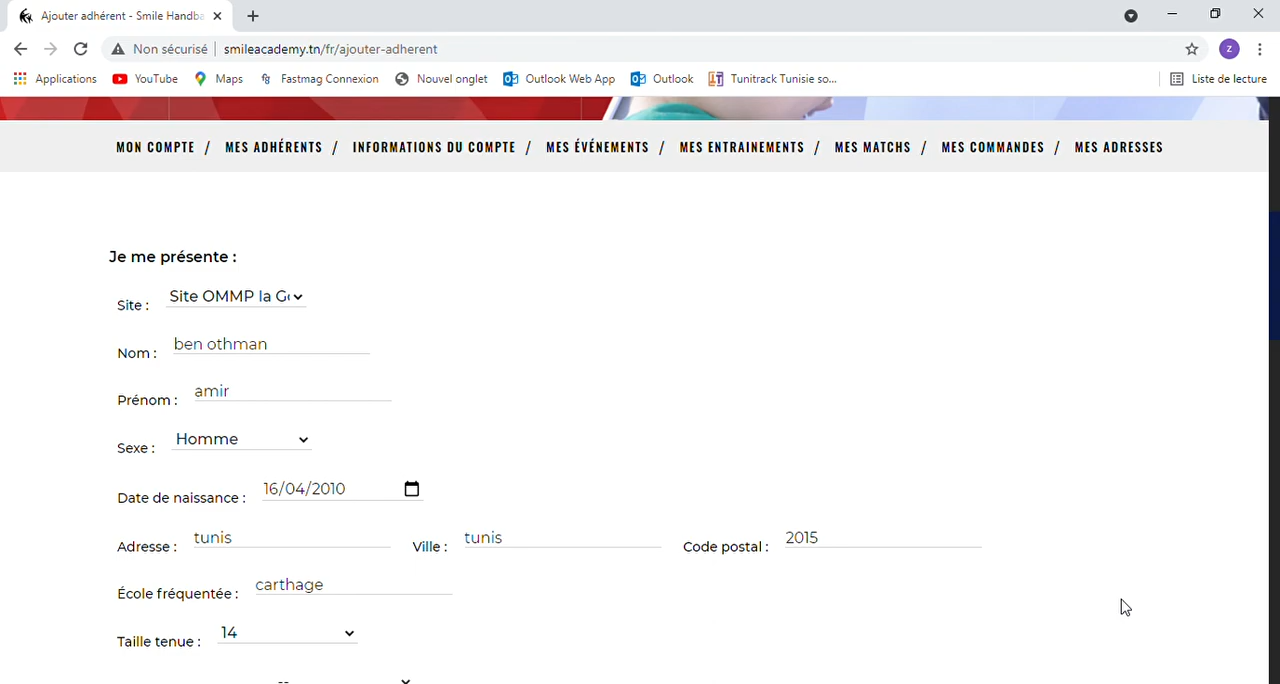 Ajouter adhérent - Smile Handba
Non sécurisé smileacademy.tn/fr/ajouter-adherent
Applications YouTube Maps Fastmag Connexion Nouvel onglet Outlook Web App Outlook Tunitrack Tunisie so... Liste de lecture
MON COMPTE / MES ADHÉRENTS / INFORMATIONS DU COMPTE / MES ÉVÉNEMENTS / MES ENTRAINEMENTS / MES MATCHS / MES COMMANDES / MES ADRESSES
Je me présente :
Site : Site OMMP la G
Nom : ben othman
Prénom : amir
Sexe : Homme
Date de naissance : 16/04/2010
Adresse : tunis Ville : tunis Code postal : 2015
École fréquentée : carthage
Taille tenue : 14
--